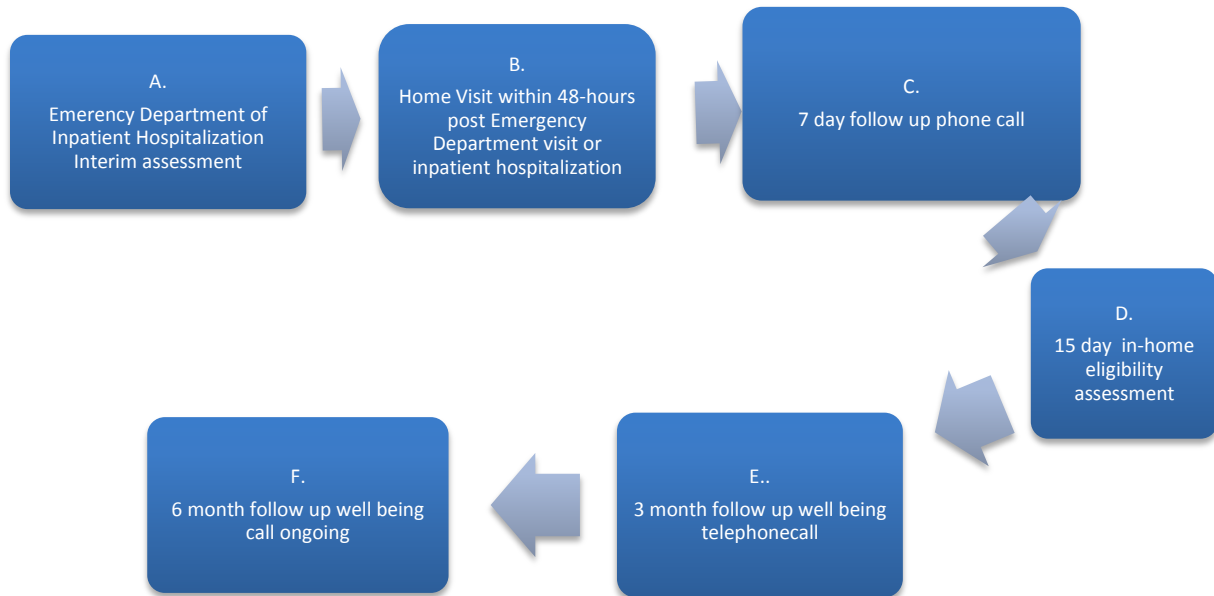 A.
Emerency Department of
Inpatient Hospitalization
Interim assessment
B.
Home Visit within 48-hours
post Emergency
Department visit or
inpatient hospitalization
C.
7 day follow up phone call
D.
15 day in-home
eligibility
assessment
E..
3 month follow up well being
telephonecall
F.
6 month follow up well being
call ongoing